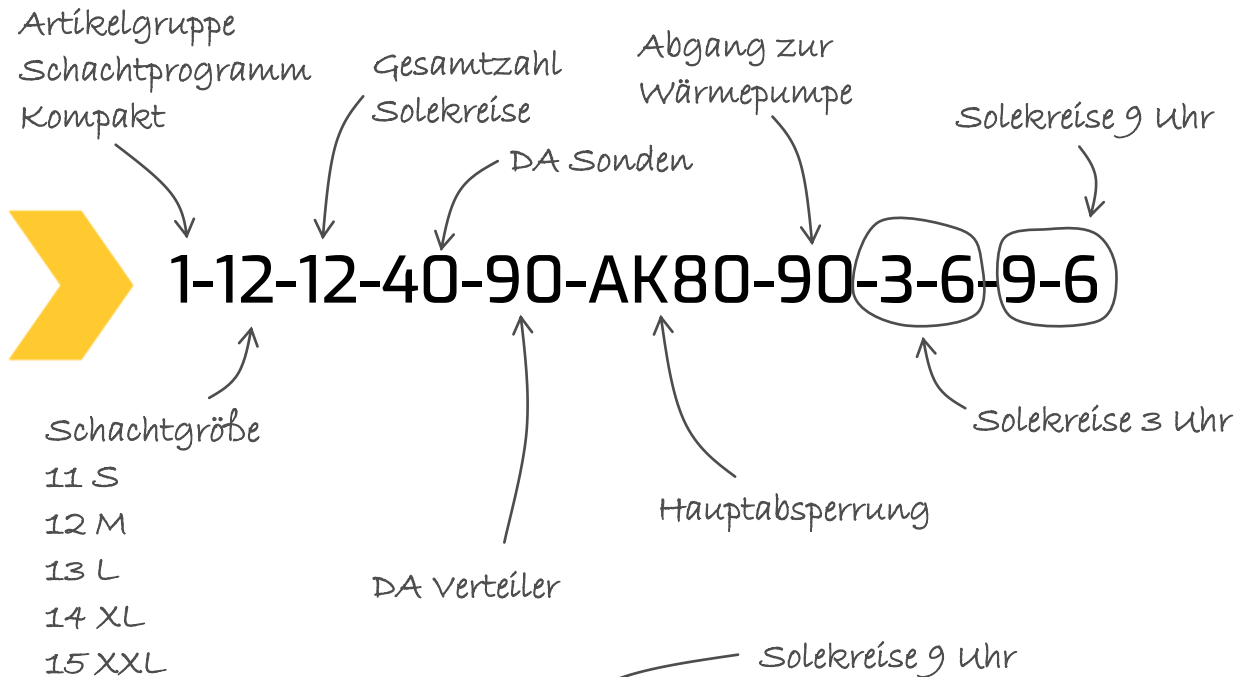 Artikelgruppe
Schachtprogramm
Kompakt
Gesamtzahl
Solekreise
DA Sonden
Abgang zur
Wärmepumpe
Solekreise 9 Uhr
1-12-12-40-90-AK80-90-3-6-9-6
Schachtgröße
11 S
12 M
13 L
14 XL
15 XXL
DA Verteiler
Hauptabsperrung
Solekreise 3 Uhr
Solekreise 9 Uhr